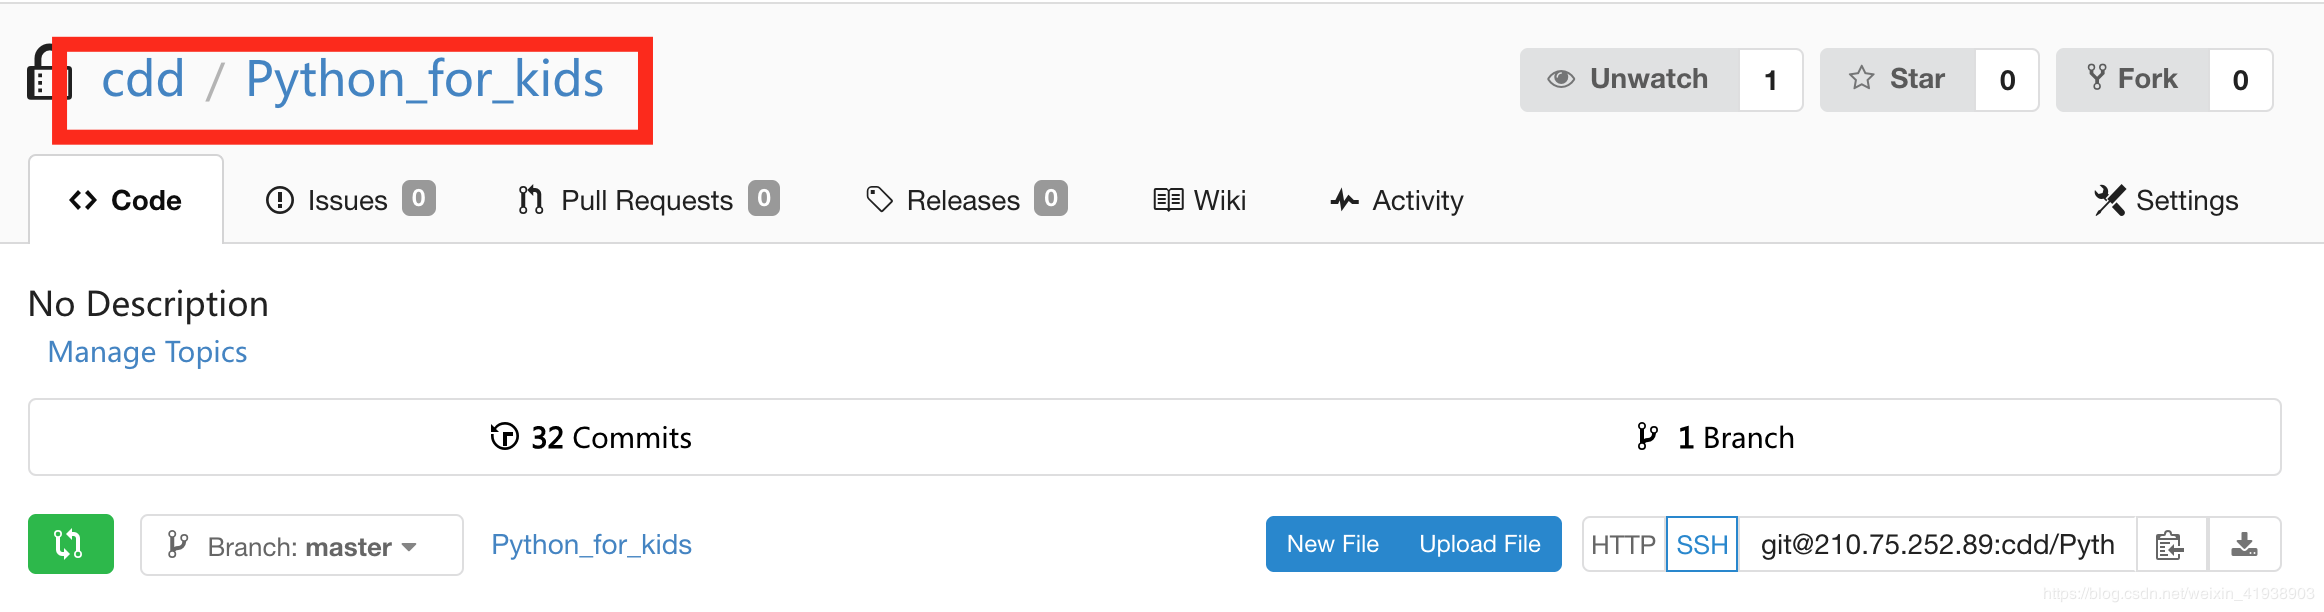 cdd / Python_for_kids
Unwatch 1 Star 0 Fork 0
Code Issues 0 Pull Requests 0 Releases 0 Wiki Activity Settings
No Description
Manage Topics
32 Commits 1 Branch
Branch: master Python_for_kids New File Upload File HTTP SSH git@210.75.252.89:cdd/Pyth
https://blog.csdn.net/weixin_41938903